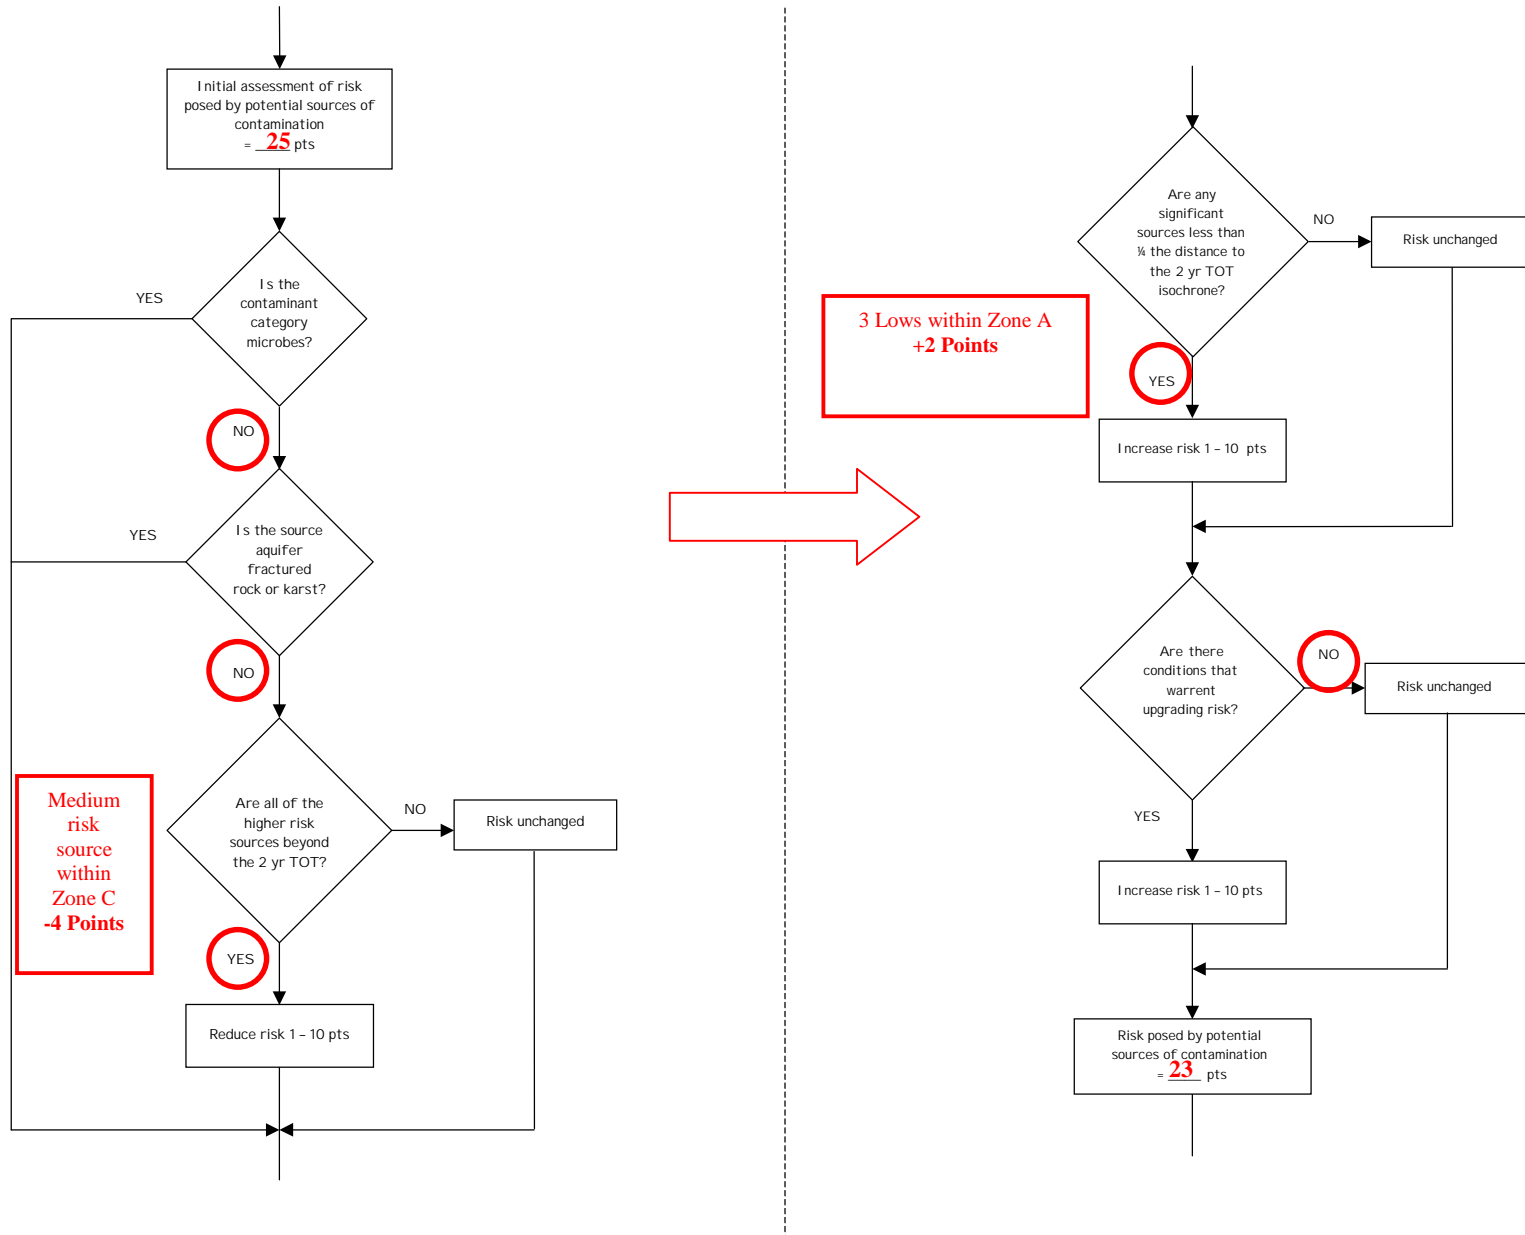 Initial assessment of risk
posed by potential sources of
contamination
= 25 pts
Is the
contaminant
category
microbes?
YES
NO
Is the source
aquifer
fractured
rock or karst?
YES
NO
Are all of the
higher risk
sources beyond
the 2 yr TOT?
NO
Risk unchanged
Medium
risk
source
within
Zone C
-4 Points
YES
Reduce risk 1 – 10 pts
Are any
significant
sources less than
¼ the distance to
the 2 yr TOT
isochrone?
NO
Risk unchanged
3 Lows within Zone A
+2 Points
YES
Increase risk 1 – 10 pts
Are there
conditions that
warrent
upgrading risk?
NO
Risk unchanged
YES
Increase risk 1 – 10 pts
Risk posed by potential
sources of contamination
= 23 pts